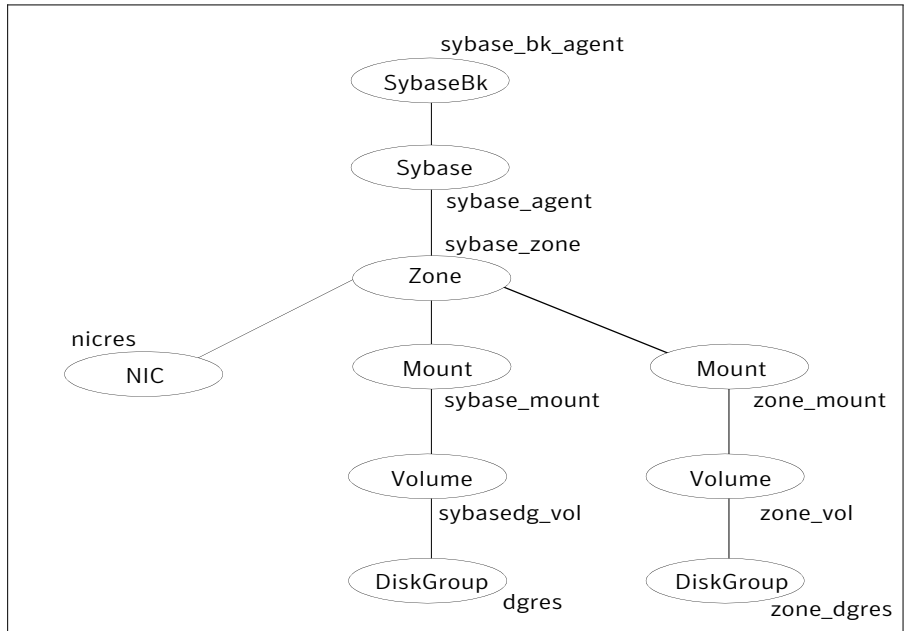 sybase_bk_agent
SybaseBk
Sybase
sybase_agent
sybase_zone
Zone
nicres
NIC
Mount
sybase_mount
Mount
zone_mount
Volume
sybasedg_vol
Volume
zone_vol
DiskGroup
dgres
DiskGroup
zone_dgres